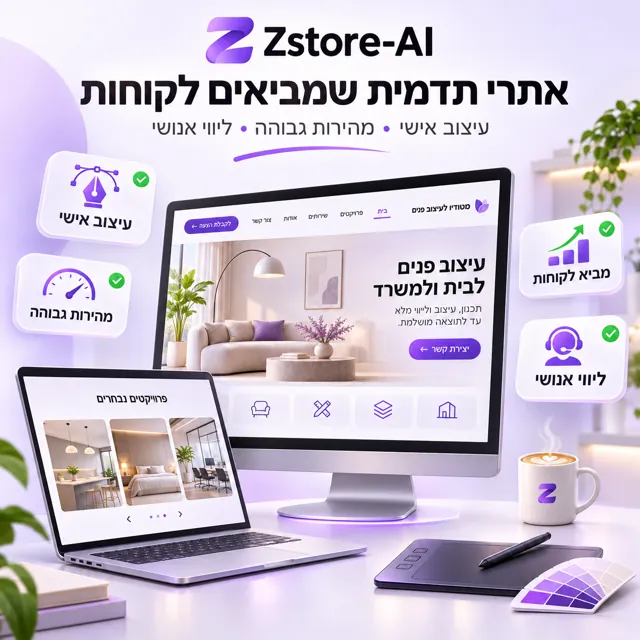 Zstore-AI
אתרי תדמית שמביאים לקוחות
עיצוב אישי • מהירות גבוהה • ליווי אנושי
עיצוב אישי
מהירות גבוהה
מביא לקוחות
ליווי אנושי
מטודיו לעיצוב פנים
בית
פרויקטים
שירותים
אודות
צור קשר
לקבלת הצעה ←
עיצוב פנים
לבית ולמשרד
תכנון, עיצוב וליווי מלא
עד לתוצאה מושלמת.
יצירת קשר ←
פרוייקטים נבחרים